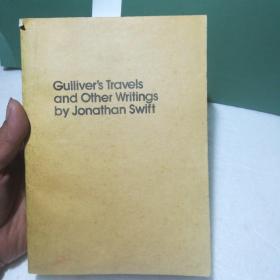 Gulliver's Travels
and Other Writings
by Jonathan Swift